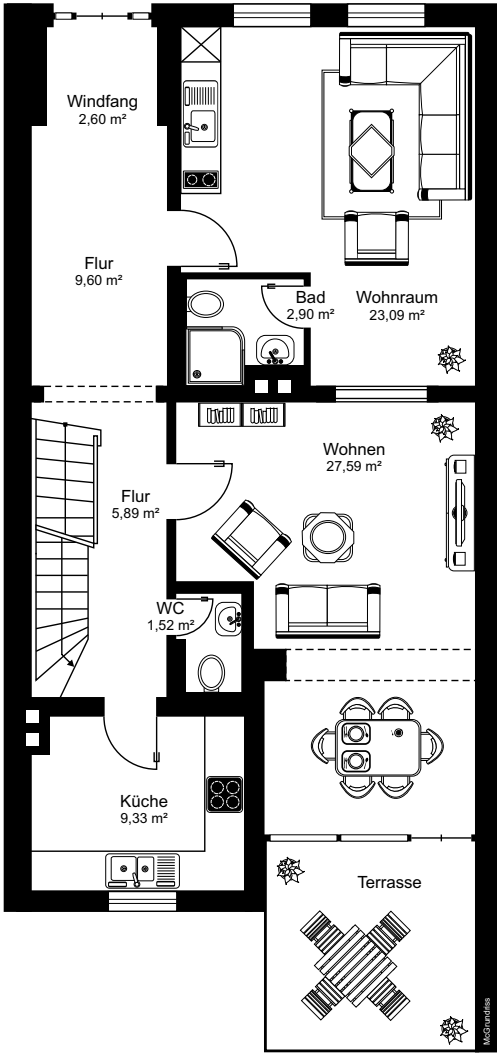 Windfang
2,60 m²
Flur
9,60 m²
Bad
2,90 m²
Wohnraum
23,09 m²
Wohnen
27,59 m²
Flur
5,89 m²
WC
1,52 m²
Küche
9,33 m²
Terrasse
McGrundriss